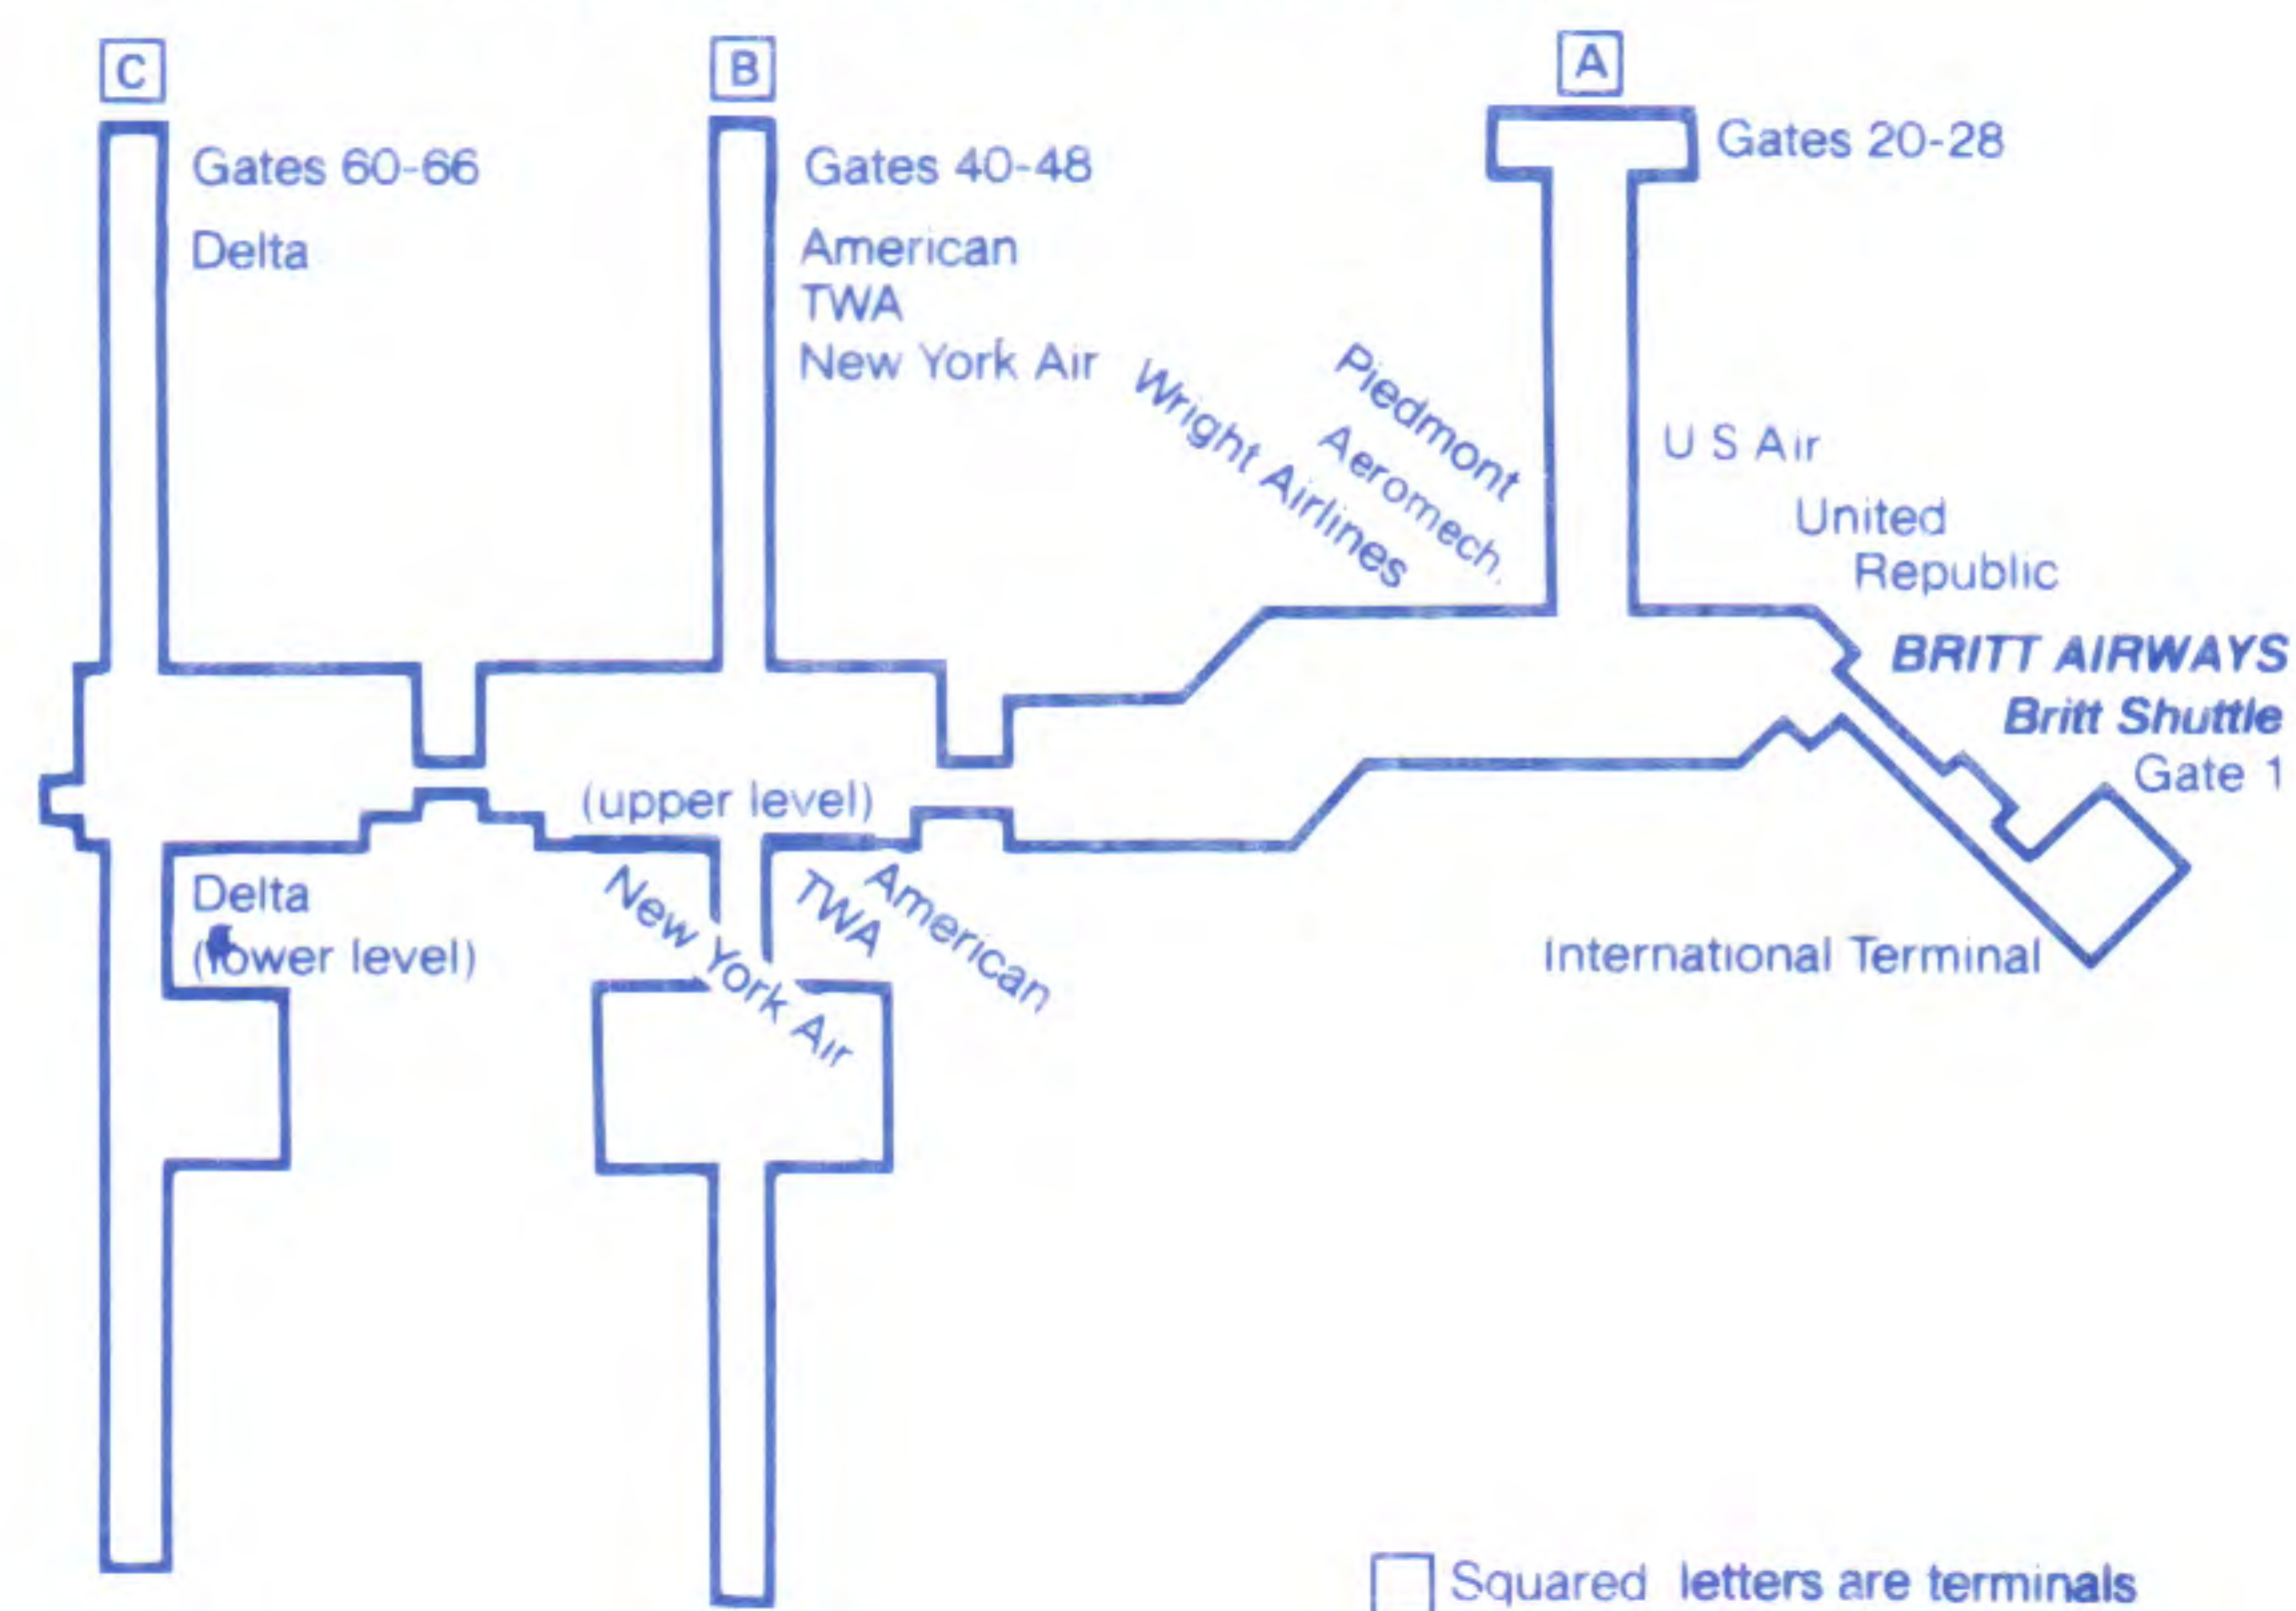 C
B
A
Gates 60-66
Delta
Gates 40-48
American
TWA
New York Air
Gates 20-28
Wright Airlines
Piedmont
Aeromech.
U S Air
United
Republic
BRITT AIRWAYS
Britt Shuttle
Gate 1
(upper level)
Delta
(lower level)
New York Air
TWA
American
International Terminal
Squared letters are terminals